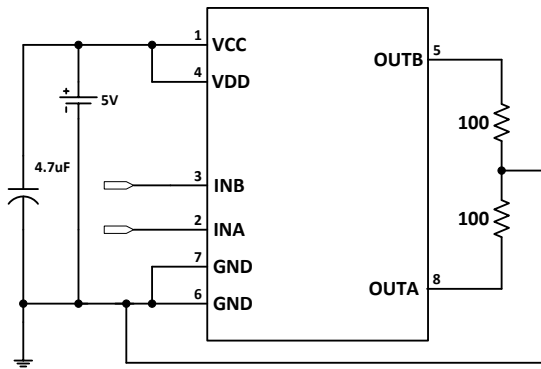 1
VCC
4
VDD
5
OUTB
+
5V
-
100
4.7uF
3
INB
2
INA
100
7
GND
8
OUTA
6
GND